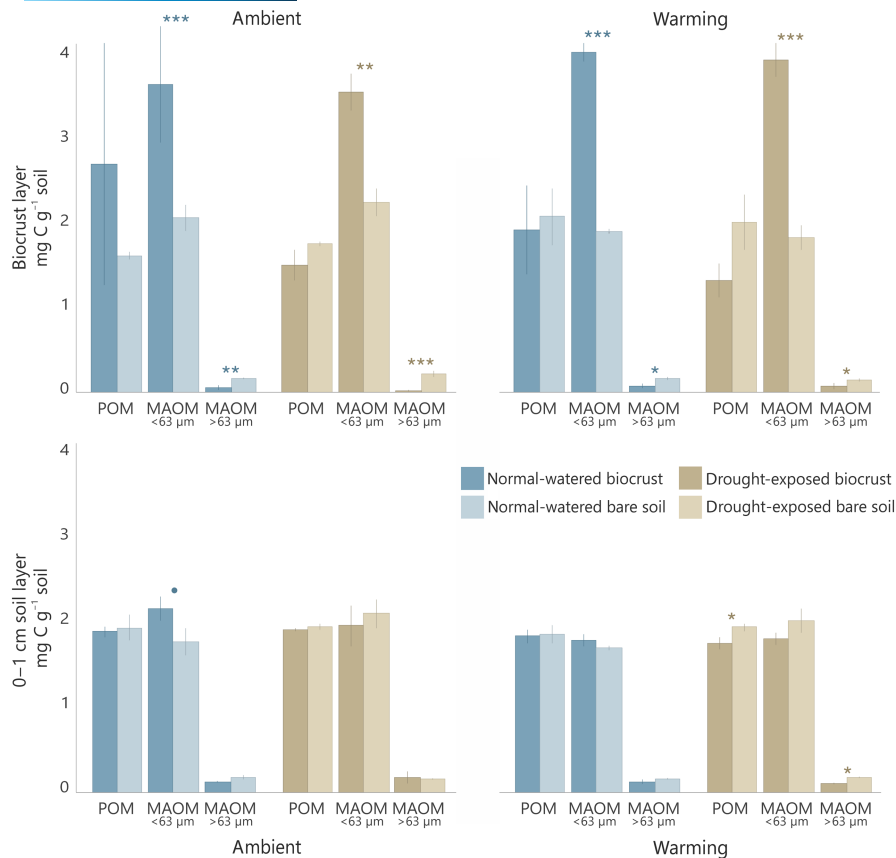 Ambient
Warming
***
***
**
***
4
3
2
1
0
Biocrust layer
mg C g⁻¹ soil
**
***
*
*
POM MAOM MAOM POM MAOM MAOM
<63 µm >63 µm <63 µm >63 µm
POM MAOM MAOM POM MAOM MAOM
<63 µm >63 µm <63 µm >63 µm
Normal-watered biocrust
Drought-exposed biocrust
Normal-watered bare soil
Drought-exposed bare soil
4
3
2
1
0
0–1 cm soil layer
mg C g⁻¹ soil
•
*
*
POM MAOM MAOM POM MAOM MAOM
<63 µm >63 µm <63 µm >63 µm
POM MAOM MAOM POM MAOM MAOM
<63 µm >63 µm <63 µm >63 µm
Ambient
Warming